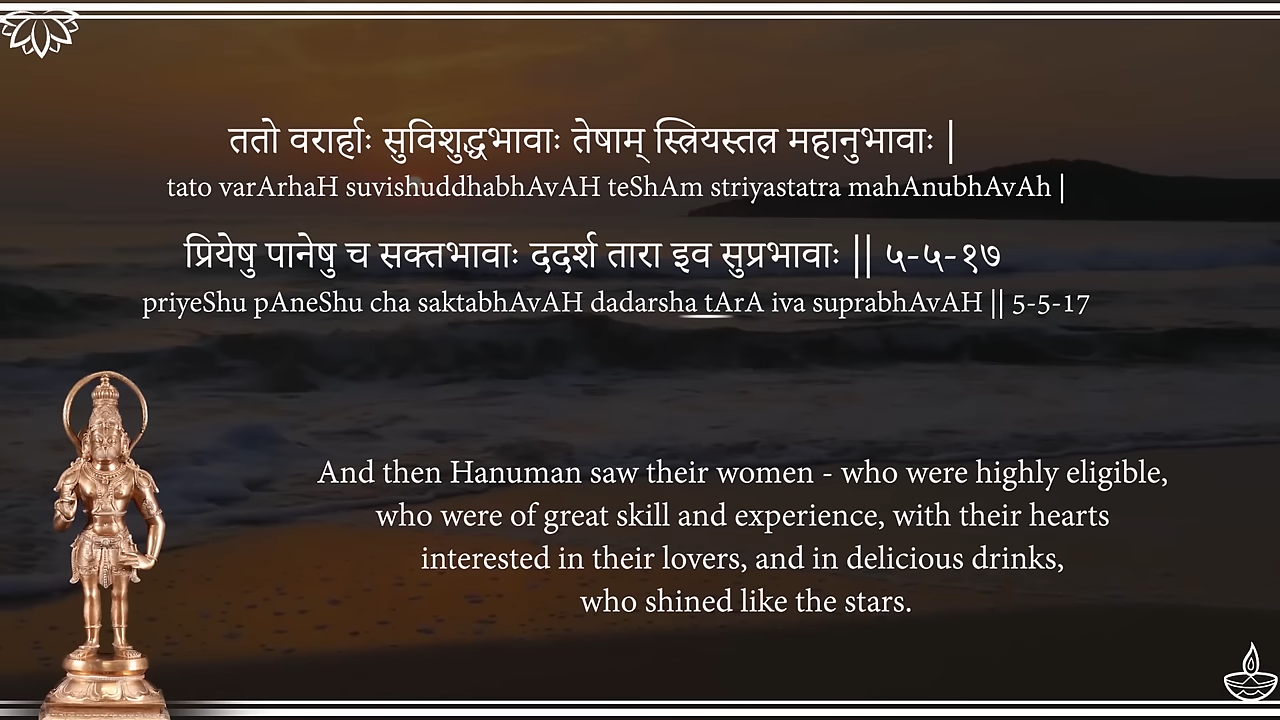 ततो वरार्हाः सुविशुद्धभावाः तेषाम् स्त्रियस्तत्र महानुभावाः |
tato varArhaH suvishuddhabhAvAH teShAm striyastatra mahAnubhAvAh |
प्रियेषु पानेषु च सक्तभावाः ददर्श तारा इव सुप्रभावाः || ५-५-१७
priyeShu pAneShu cha saktabhAvAH dadarsha tArA iva suprabhAvAH || 5-5-17
And then Hanuman saw their women - who were highly eligible,
who were of great skill and experience, with their hearts
interested in their lovers, and in delicious drinks,
who shined like the stars.